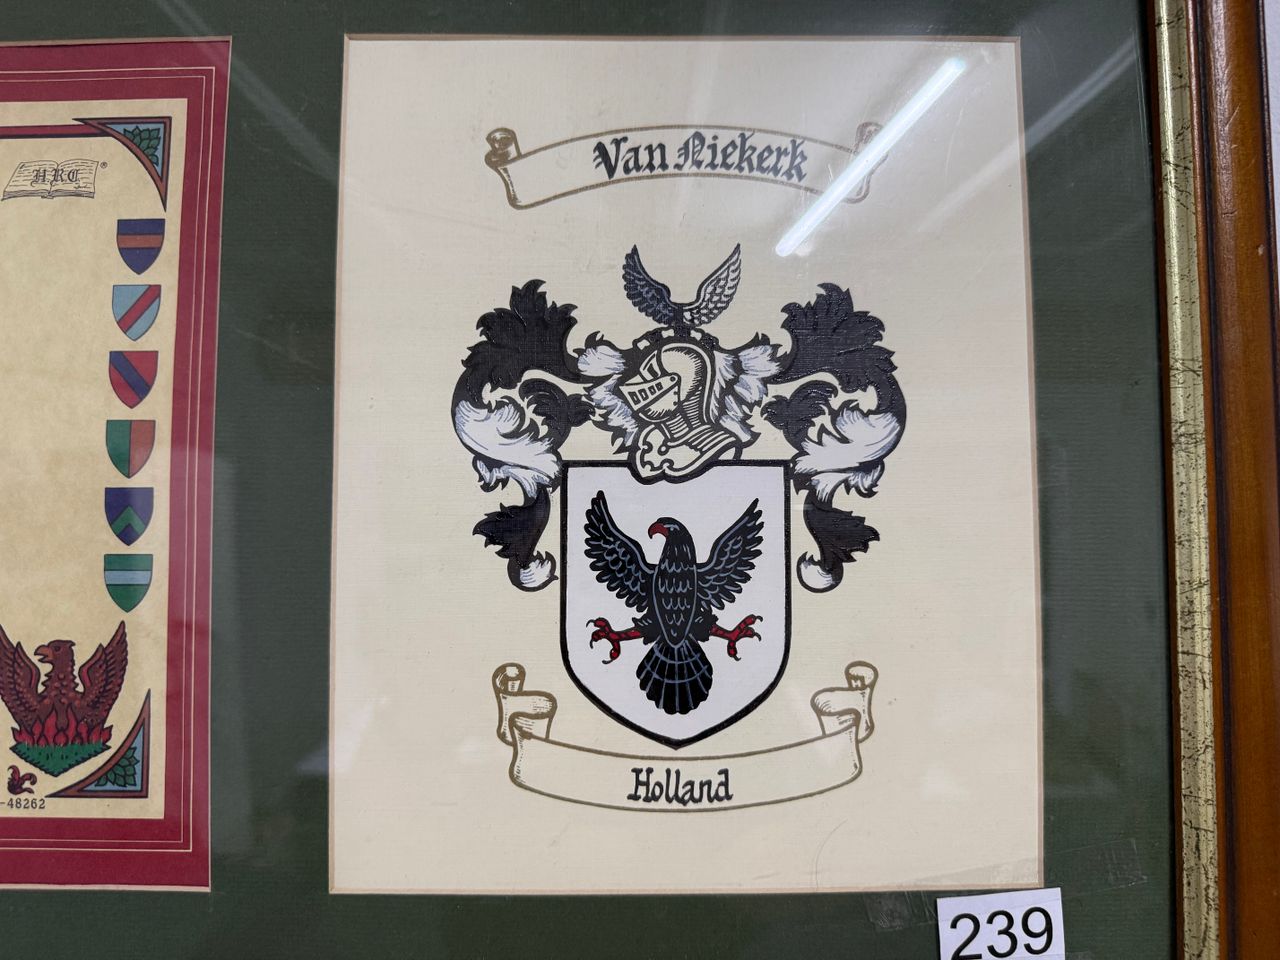 HRC®
-48262
Van Niekerk
Holland
239